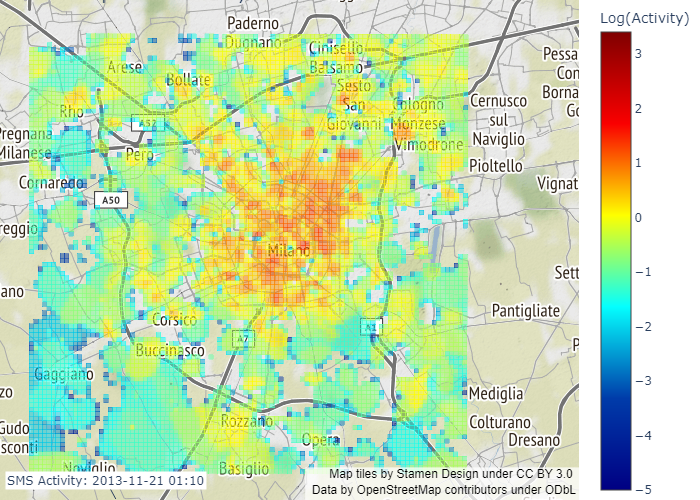 Log(Activity)
3
2
1
0
−1
−2
−3
−4
−5
Paderno
Dugnano
Cinisello
Balsamo
Arese
Bollate
Sesto
San
Giovanni
Cologno
Monzese
Vimodrone
Cernusco
sul
Naviglio
Pioltello
Pessa
Con
Borna
Go
Vignat
Rho
A52
Pregnana
Milanese
Pero
Cornaredo
A50
reggio
Milano
ano
Sett
Pantigliate
Corsico
A7
A1
Buccinasco
P
Gaggiano
Mediglia
zo
Rozzano
Colturano
Dresano
Gudo
sconti
Opera
Noviglio
Basiglio
SMS Activity: 2013-11-21 01:10
Map tiles by Stamen Design under CC BY 3.0
Data by OpenStreetMap contributors under ODbL